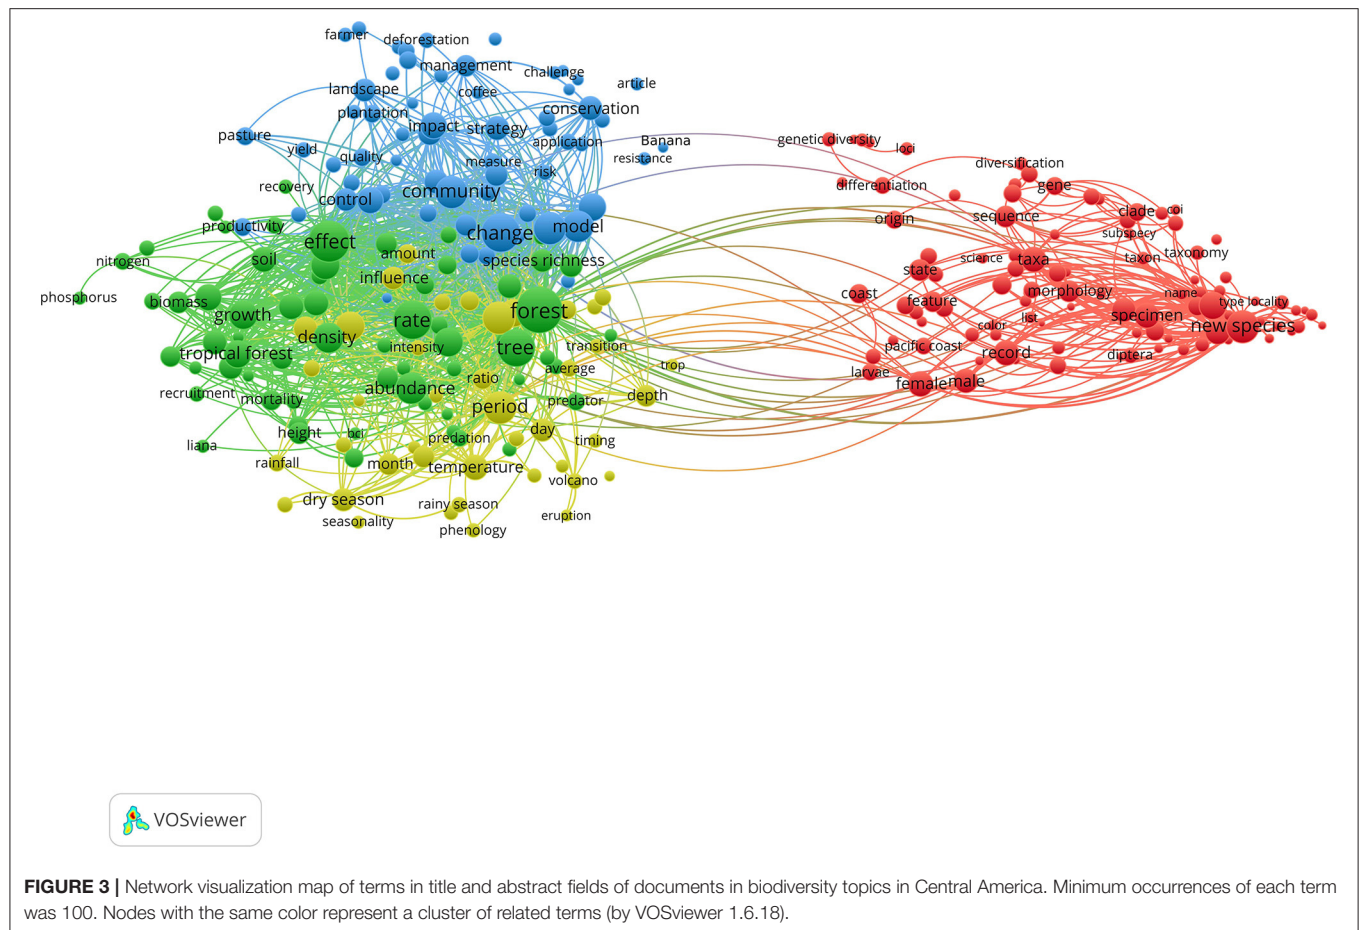 farmer
deforestation
management
challenge
article
landscape
coffee
conservation
plantation
impact
strategy
pasture
application
Banana
yield
quality
measure
resistance
risk
recovery
control
community
productivity
effect
change
model
soil
amount
species richness
nitrogen
influence
phosphorus
biomass
growth
rate
forest
density
intensity
tree
transition
tropical forest
average
trop
ratio
recruitment
mortality
abundance
period
predator
depth
liana
height
bci
predation
day
timing
rainfall
month
temperature
volcano
dry season
rainy season
seasonality
phenology
eruption
genetic diversity
loci
diversification
differentiation
gene
origin
sequence
clade
coi
subspecy
state
science
taxa
taxon
taxonomy
coast
feature
morphology
name
type locality
list
color
specimen
new species
pacific coast
record
diptera
larvae
female
male
VOSviewer
FIGURE 3 | Network visualization map of terms in title and abstract fields of documents in biodiversity topics in Central America. Minimum occurrences of each term
was 100. Nodes with the same color represent a cluster of related terms (by VOSviewer 1.6.18).